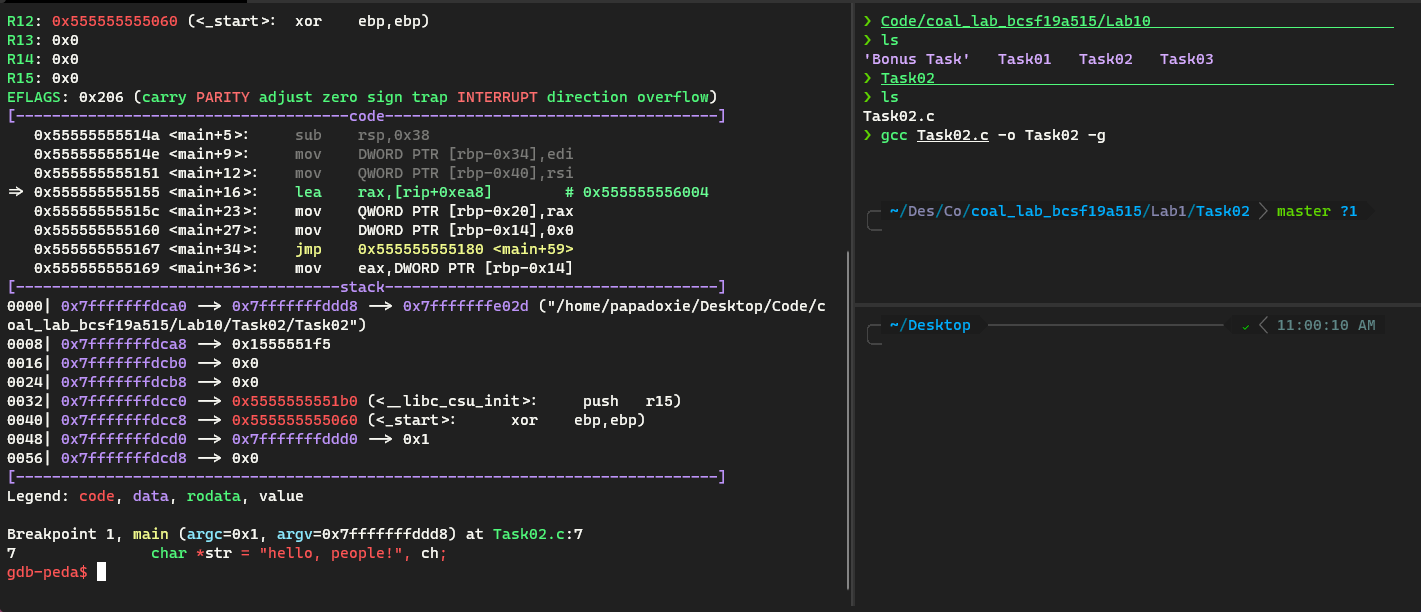 R12: 0x555555555060 (<_start>: xor ebp,ebp)
R13: 0x0
R14: 0x0
R15: 0x0
EFLAGS: 0x206 (carry PARITY adjust zero sign trap INTERRUPT direction overflow)
[-------------------------------------code-------------------------------------]
   0x55555555514a <main+5>:    sub    rsp,0x38
   0x55555555514e <main+9>:    mov    DWORD PTR [rbp-0x34],edi
   0x555555555151 <main+12>:   mov    QWORD PTR [rbp-0x40],rsi
=> 0x555555555155 <main+16>:   lea    rax,[rip+0xea8]        # 0x555555556004
   0x55555555515c <main+23>:   mov    QWORD PTR [rbp-0x20],rax
   0x555555555160 <main+27>:   mov    DWORD PTR [rbp-0x14],0x0
   0x555555555167 <main+34>:   jmp    0x555555555180 <main+59>
   0x555555555169 <main+36>:   mov    eax,DWORD PTR [rbp-0x14]
[------------------------------------stack-------------------------------------]
0000| 0x7fffffffdca0 --> 0x7fffffffddd8 --> 0x7fffffffe02d ("/home/papadoxie/Desktop/Code/c
oal_lab_bcsf19a515/Lab10/Task02/Task02")
0008| 0x7fffffffdca8 --> 0x1555551f5
0016| 0x7fffffffdcb0 --> 0x0
0024| 0x7fffffffdcb8 --> 0x0
0032| 0x7fffffffdcc0 --> 0x5555555551b0 (<__libc_csu_init>: push r15)
0040| 0x7fffffffdcc8 --> 0x555555555060 (<_start>: xor ebp,ebp)
0048| 0x7fffffffdcd0 --> 0x7fffffffddd0 --> 0x1
0056| 0x7fffffffdcd8 --> 0x0
[------------------------------------------------------------------------------]
Legend: code, data, rodata, value
Breakpoint 1, main (argc=0x1, argv=0x7fffffffddd8) at Task02.c:7
7 char *str = "hello, people!", ch;
gdb-peda$
❯ Code/coal_lab_bcsf19a515/Lab10
❯ ls
'Bonus Task' Task01 Task02 Task03
❯ Task02
❯ ls
Task02.c
❯ gcc Task02.c -o Task02 -g
~/Des/Co/coal_lab_bcsf19a515/Lab1/Task02 master ?1
~/Desktop ✓ 11:00:10 AM